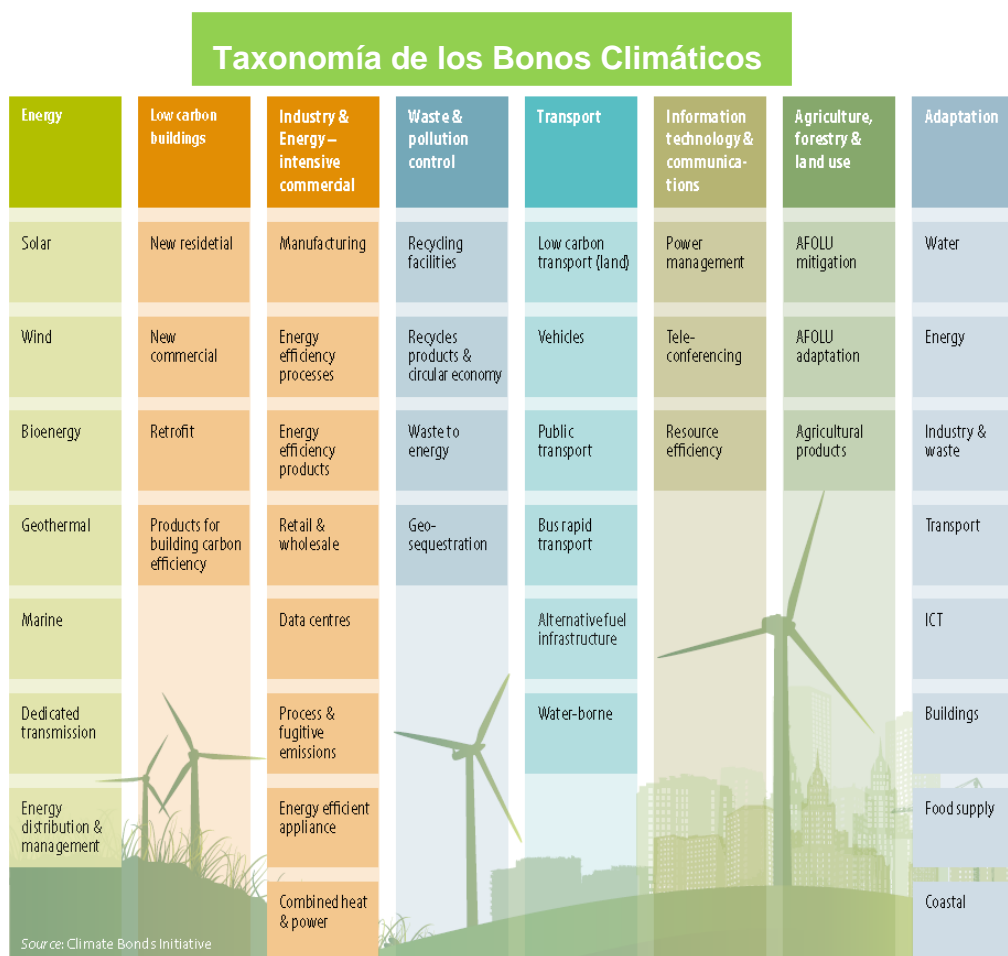 Taxonomía de los Bonos Climáticos
Energy
Solar
Wind
Bioenergy
Geothermal
Marine
Dedicated
transmission
Energy
distribution &
management
Low carbon
buildings
New residetial
New
commercial
Retrofit
Products for
building carbon
efficiency
Industry &
Energy –
intensive
commercial
Manufacturing
Energy
efficiency
processes
Energy
efficiency
products
Retail &
wholesale
Data centres
Process &
fugitive
emissions
Energy efficient
appliance
Combined heat
& power
Waste &
pollution
control
Recycling
facilities
Recycles
products &
circular economy
Waste to
energy
Geo-
sequestration
Transport
Low carbon
transport (land)
Vehicles
Public
transport
Bus rapid
transport
Alternative fuel
infrastructure
Water-borne
Information
technology &
communica-
tions
Power
management
Tele-
conferencing
Resource
efficiency
Agriculture,
forestry &
land use
AFOLU
mitigation
AFOLU
adaptation
Agricultural
products
Adaptation
Water
Energy
Industry &
waste
Transport
ICT
Buildings
Food supply
Coastal
Source: Climate Bonds Initiative